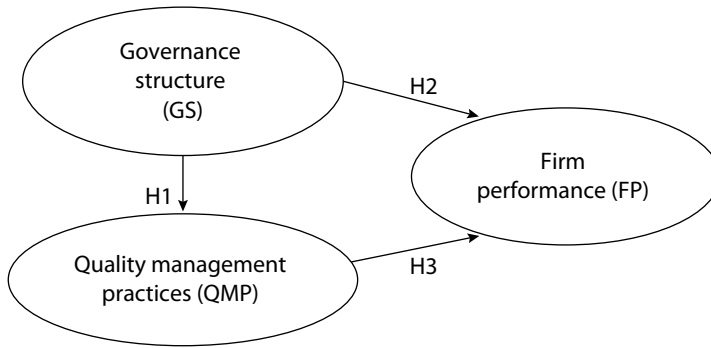 Governance
structure
(GS)
H2
Firm
performance (FP)
H1
Quality management
practices (QMP)
H3